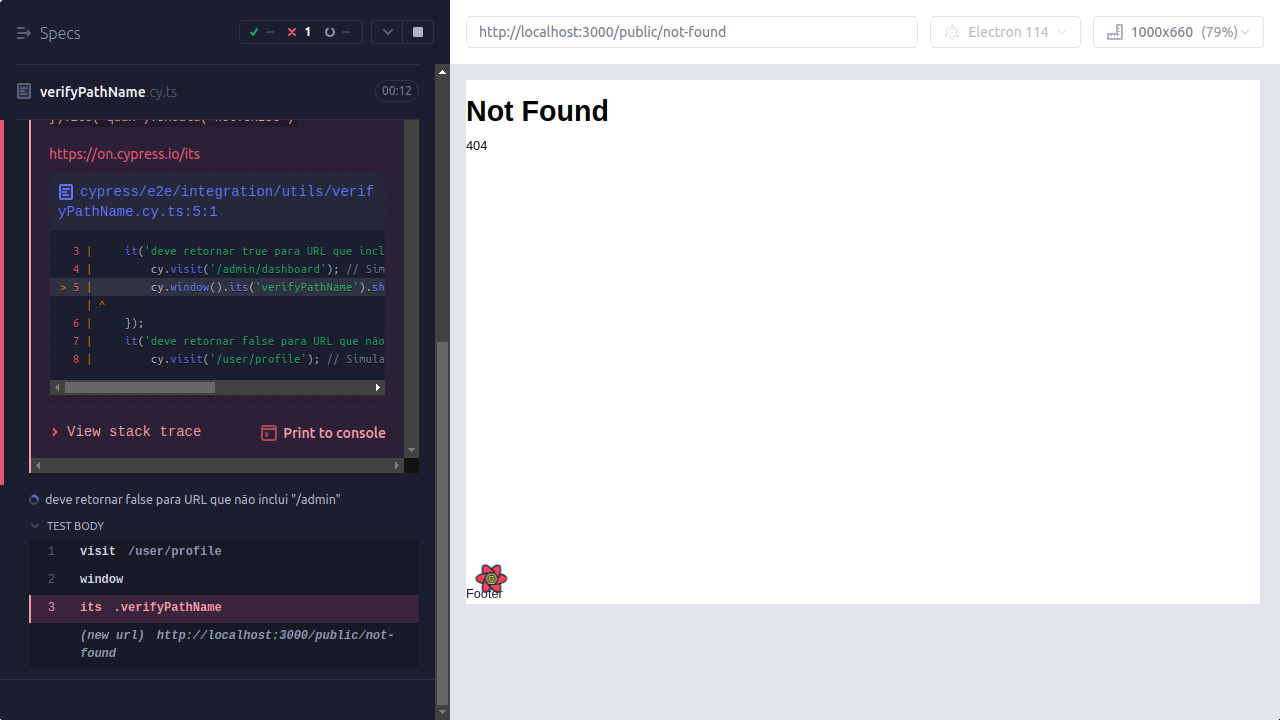 Specs
-- 1 --
verifyPathName.cy.ts
00:12
https://on.cypress.io/its
cypress/e2e/integration/utils/verif
yPathName.cy.ts:5:1
3 | it('deve retornar true para URL que incl
4 | cy.visit('/admin/dashboard'); // Sim
> 5 | cy.window().its('verifyPathName').sh
| ^
6 | });
7 | it('deve retornar false para URL que não
8 | cy.visit('/user/profile'); // Simula
View stack trace
Print to console
deve retornar false para URL que não inclui "/admin"
TEST BODY
1 visit /user/profile
2 window
3 its .verifyPathName
(new url) http://localhost:3000/public/not-
found
http://localhost:3000/public/not-found
Electron 114
1000x660 (79%)
Not Found
404
Footer